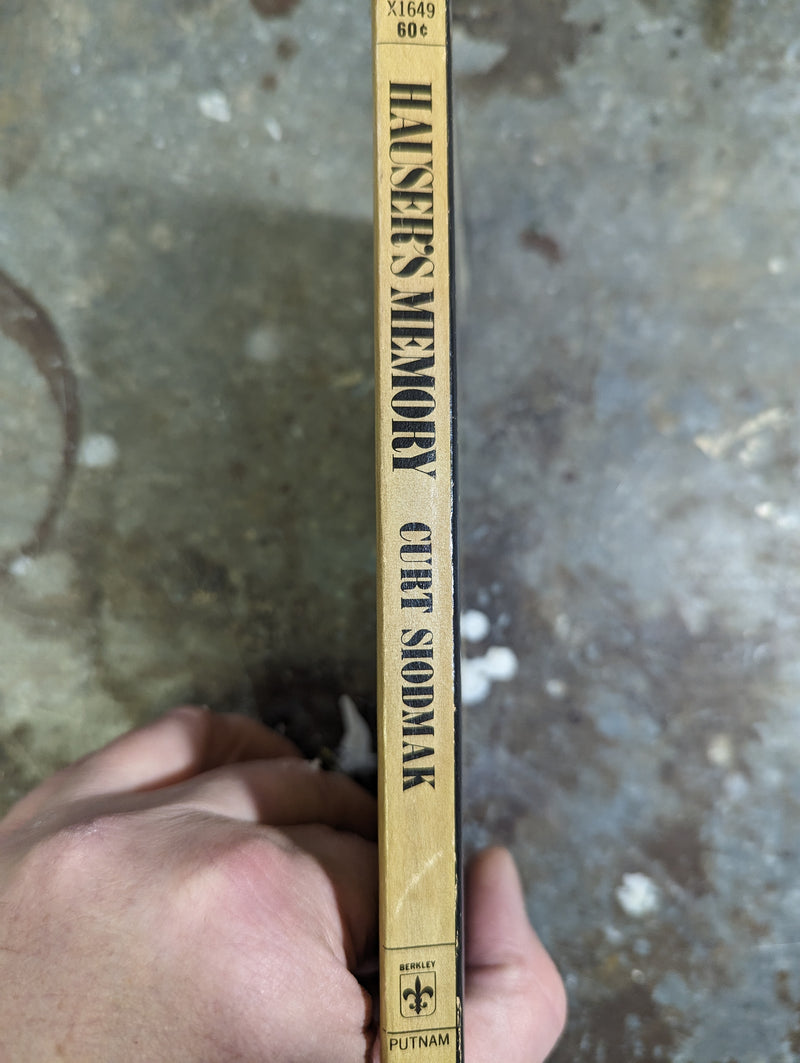 X1649
60¢
HAUSER'S MEMORY CURT SIODMAK
BERKLEY
PUTNAM